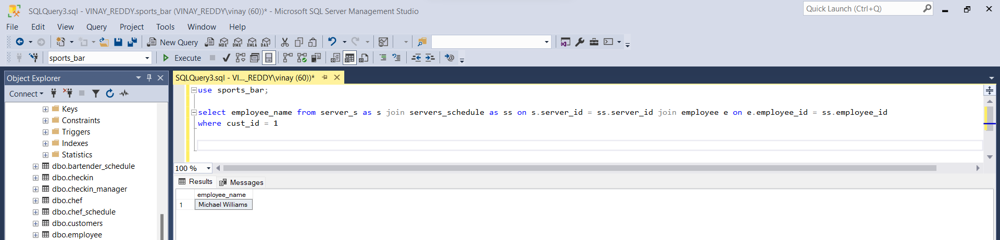 SQLQuery3.sql - VINAY_REDDY.sports_bar (VINAY_REDDY\vinay (60))* - Microsoft SQL Server Management Studio
Quick Launch (Ctrl+Q)
File Edit View Query Project Tools Window Help
New Query MDX DMX XMLA DAX
sports_bar Execute
Object Explorer
SQLQuery3.sql - VI..._REDDY\vinay (60))*
Connect
Keys
Constraints
Triggers
Indexes
Statistics
dbo.bartender_schedule
dbo.checkin
dbo.checkin_manager
dbo.chef
dbo.chef_schedule
dbo.customers
dbo.employee
use sports_bar;
select employee_name from server_s as s join servers_schedule as ss on s.server_id = ss.server_id join employee e on e.employee_id = ss.employee_id
where cust_id = 1
100 %
Results Messages
employee_name
1 Michael Williams